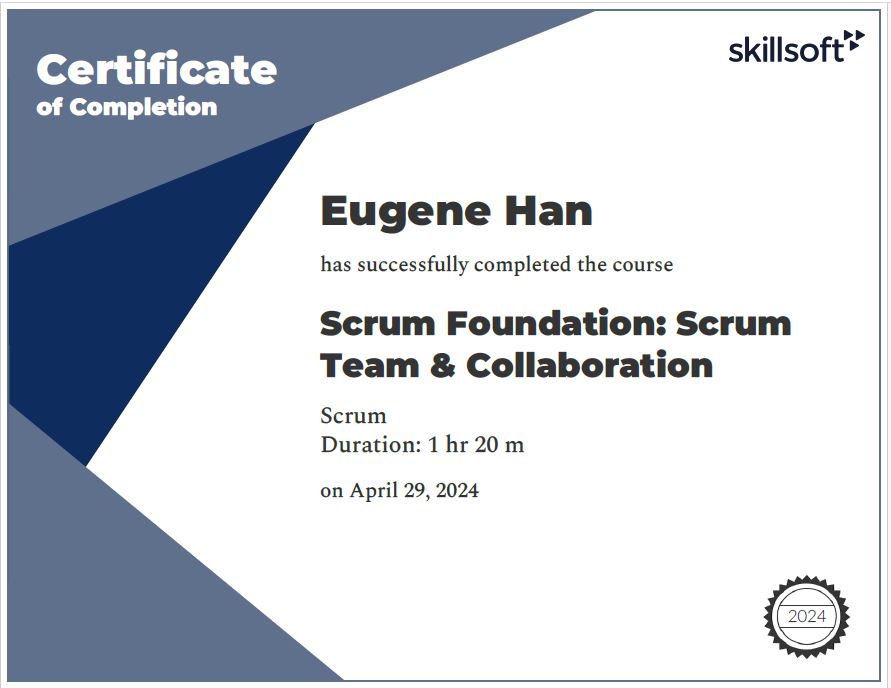 Certificate
of Completion
skillsoft
Eugene Han
has successfully completed the course
Scrum Foundation: Scrum
Team & Collaboration
Scrum
Duration: 1 hr 20 m
on April 29, 2024
2024